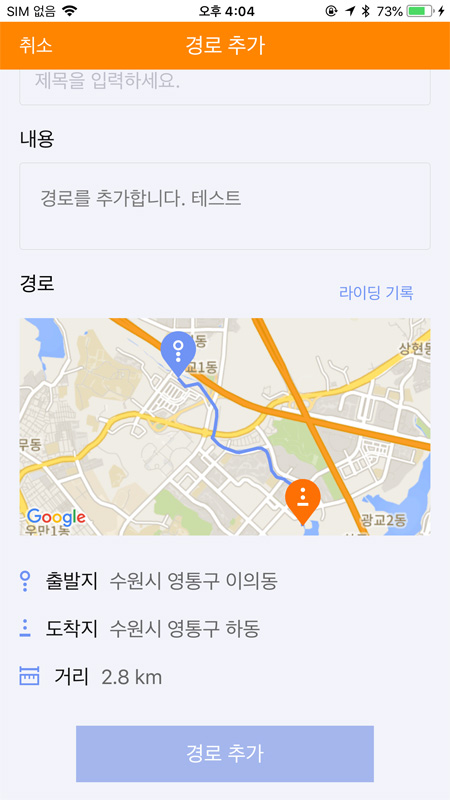 SIM 없음 오후 4:04 73%
취소 경로 추가
제목을 입력하세요.
내용
경로를 추가합니다. 테스트
경로
라이딩 기록
상현동
교1동
무동
Google
우만1동
광교2동
출발지 수원시 영통구 이의동
도착지 수원시 영통구 하동
거리 2.8 km
경로 추가